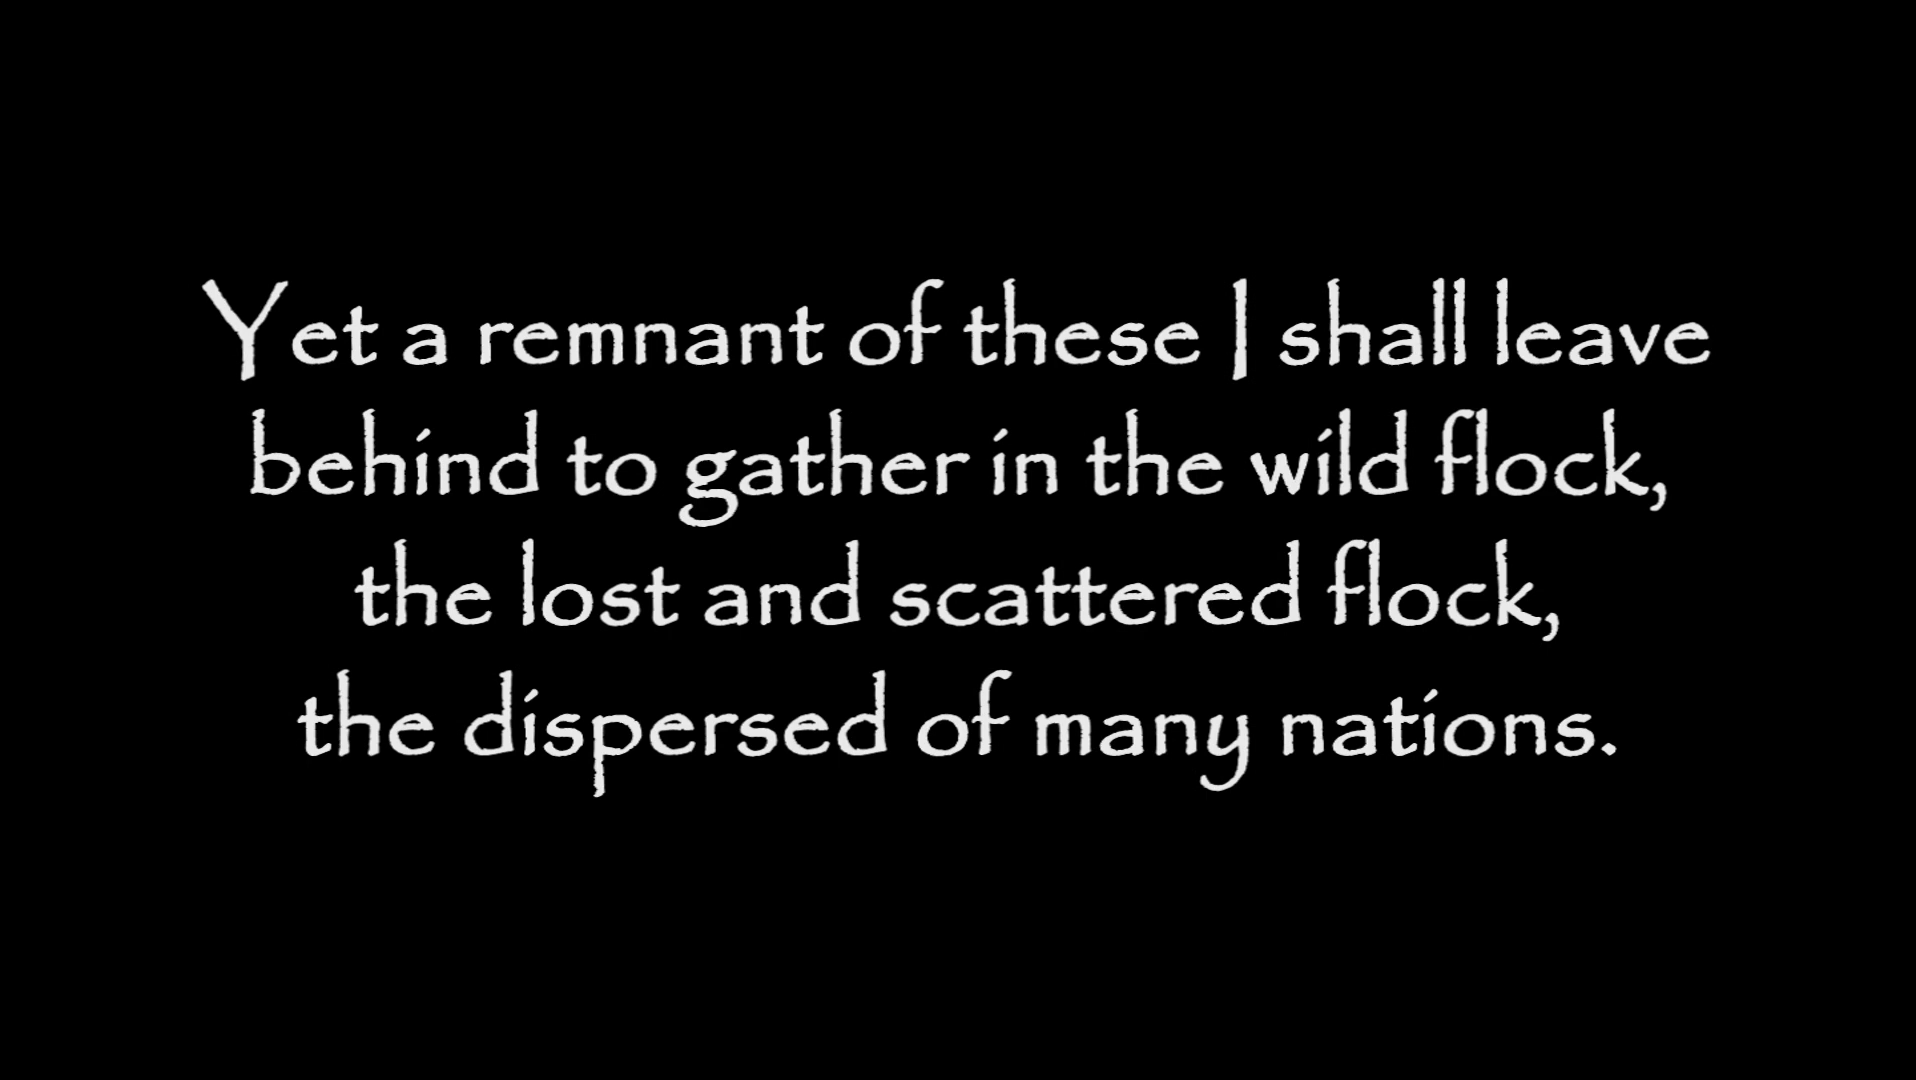 Yet a remnant of these I shall leave
behind to gather in the wild flock,
the lost and scattered flock,
the dispersed of many nations.